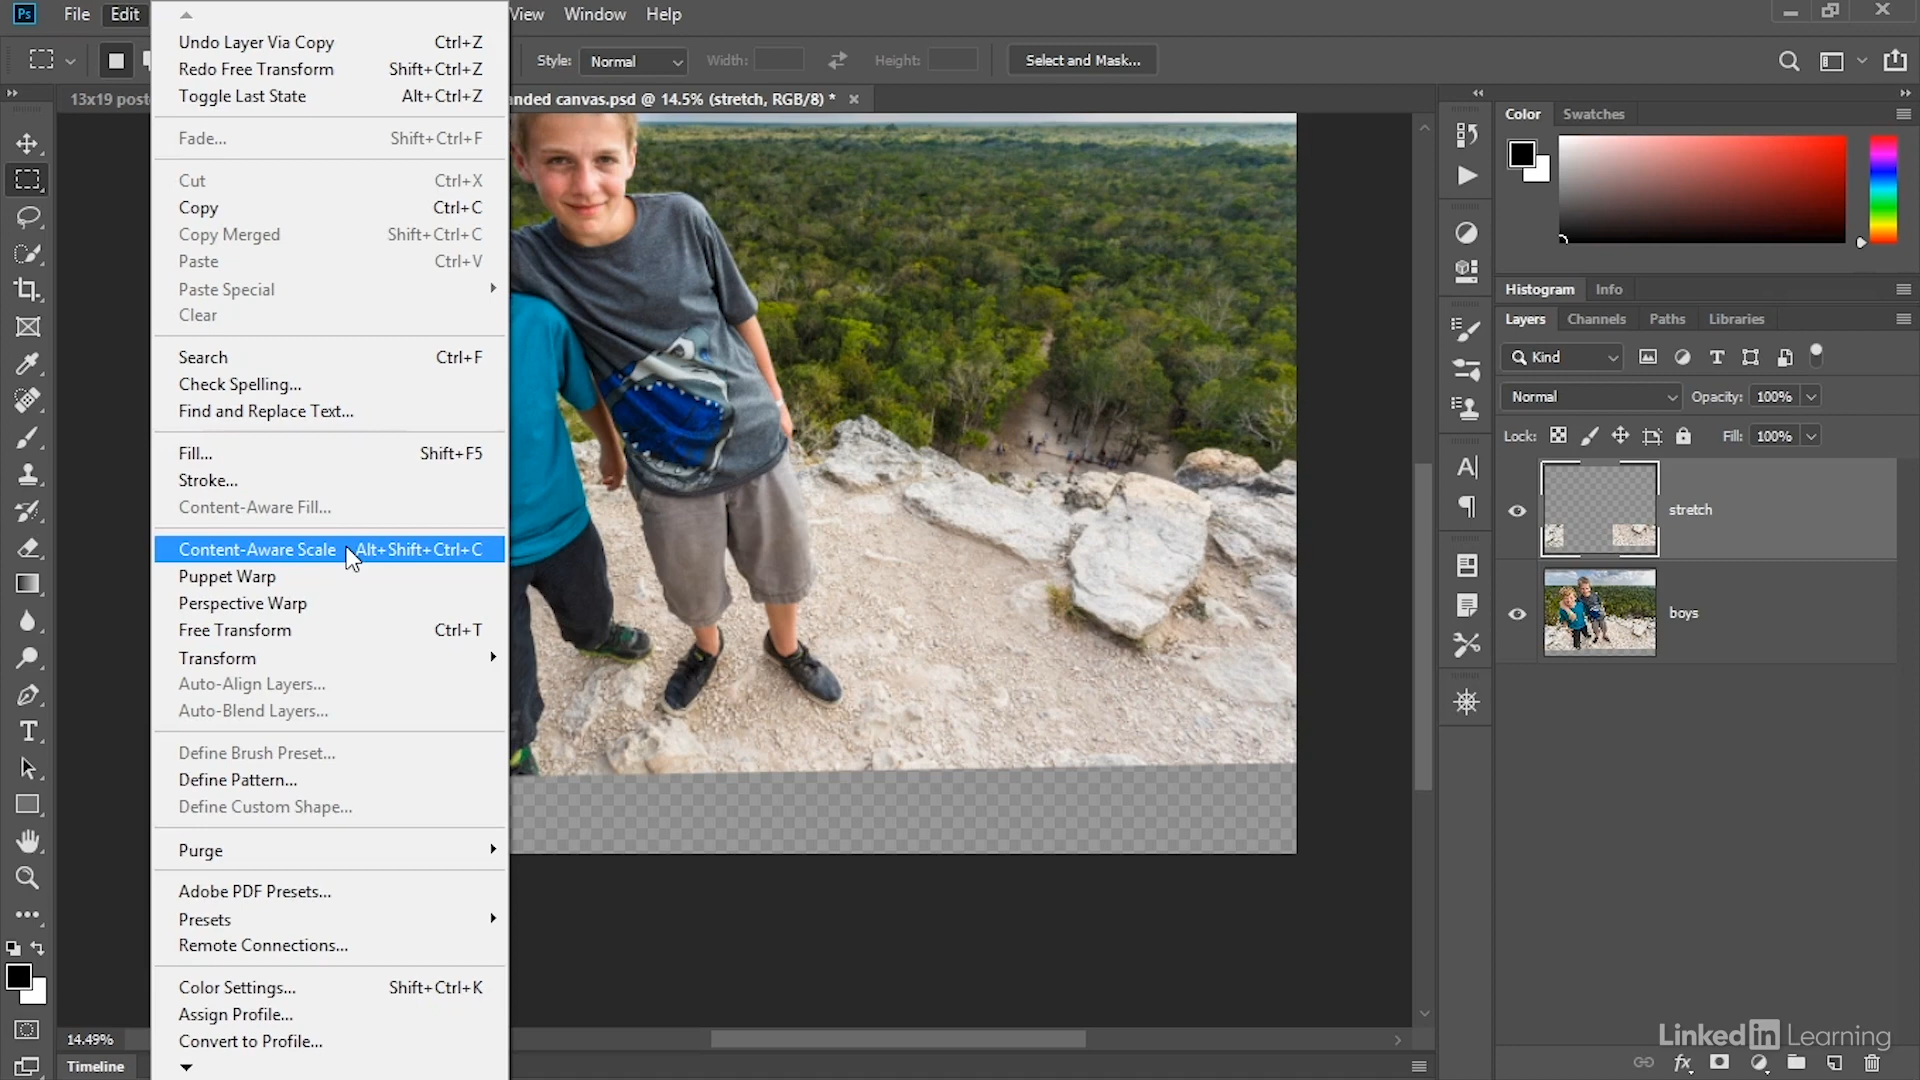 Ps File Edit View Window Help
Style: Normal Width: Height: Select and Mask...
13x19 post
nded canvas.psd @ 14.5% (stretch, RGB/8) *
Undo Layer Via Copy Ctrl+Z
Redo Free Transform Shift+Ctrl+Z
Toggle Last State Alt+Ctrl+Z
Fade... Shift+Ctrl+F
Cut Ctrl+X
Copy Ctrl+C
Copy Merged Shift+Ctrl+C
Paste Ctrl+V
Paste Special
Clear
Search Ctrl+F
Check Spelling...
Find and Replace Text...
Fill... Shift+F5
Stroke...
Content-Aware Fill...
Content-Aware Scale Alt+Shift+Ctrl+C
Puppet Warp
Perspective Warp
Free Transform Ctrl+T
Transform
Auto-Align Layers...
Auto-Blend Layers...
Define Brush Preset...
Define Pattern...
Define Custom Shape...
Purge
Adobe PDF Presets...
Presets
Remote Connections...
Color Settings... Shift+Ctrl+K
Assign Profile...
Convert to Profile...
14.49%
Timeline
Color Swatches
Histogram Info
Layers Channels Paths Libraries
Kind
Normal Opacity: 100%
Lock: Fill: 100%
stretch
boys
LinkedIn Learning
fx